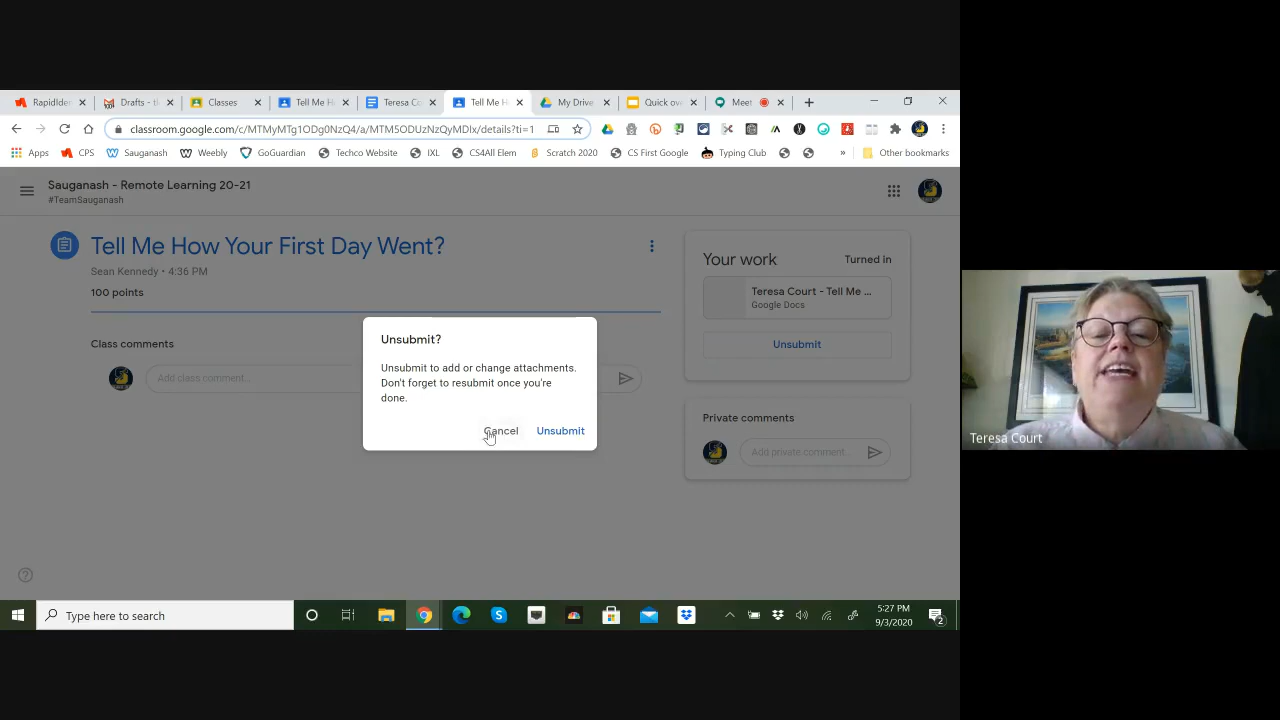 RapidIder
Drafts - t
Classes
Tell Me H
Teresa Co
Tell Me H
My Drive
Quick ov
Meet
classroom.google.com/c/MTMyMTg1ODg0NzQ4/a/MTM5ODUzNzQyMDIx/details?ti=1
Apps
CPS
Sauganash
Weebly
GoGuardian
Techco Website
IXL
CS4All Elem
Scratch 2020
CS First Google
Typing Club
»
Other bookmarks
Sauganash - Remote Learning 20-21
#TeamSauganash
Tell Me How Your First Day Went?
Sean Kennedy • 4:36 PM
100 points
Class comments
Add class comment...
Your work
Turned in
Teresa Court - Tell Me ...
Google Docs
Unsubmit
Private comments
Add private comment...
Unsubmit?
Unsubmit to add or change attachments.
Don't forget to resubmit once you're
done.
Cancel
Unsubmit
Teresa Court
Type here to search
5:27 PM
9/3/2020
2